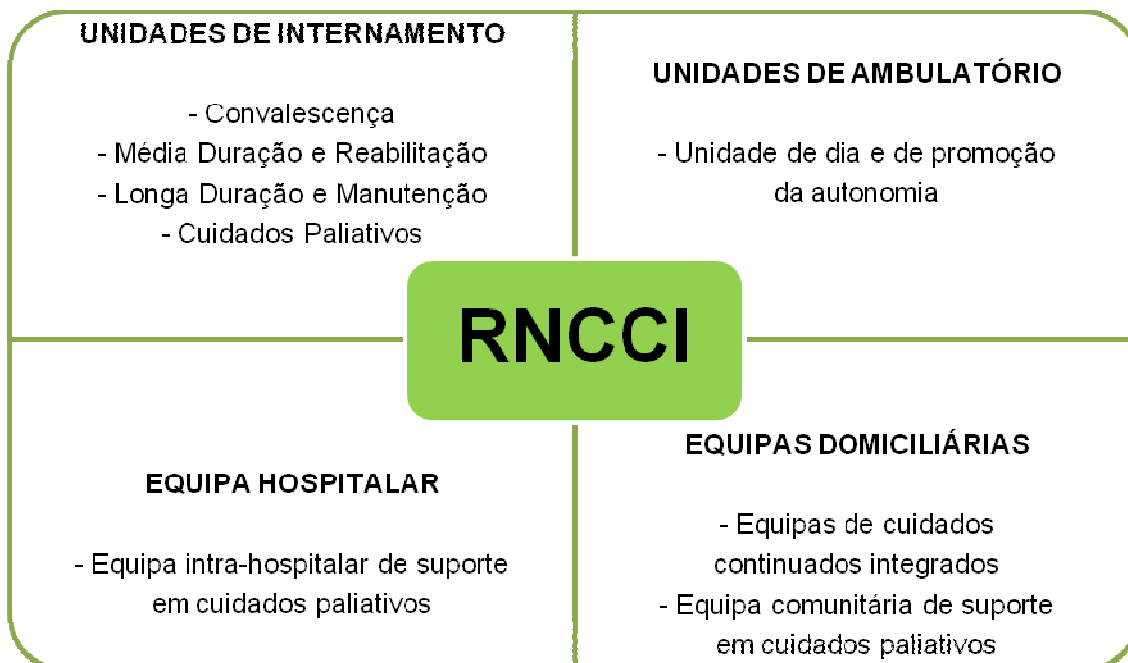 UNIDADES DE INTERNAMENTO
- Convalescença
- Média Duração e Reabilitação
- Longa Duração e Manutenção
- Cuidados Paliativos
UNIDADES DE AMBULATÓRIO
- Unidade de dia e de promoção
da autonomia
RNCCI
EQUIPA HOSPITALAR
- Equipa intra-hospitalar de suporte
em cuidados paliativos
EQUIPAS DOMICILIÁRIAS
- Equipas de cuidados
continuados integrados
- Equipa comunitária de suporte
em cuidados paliativos